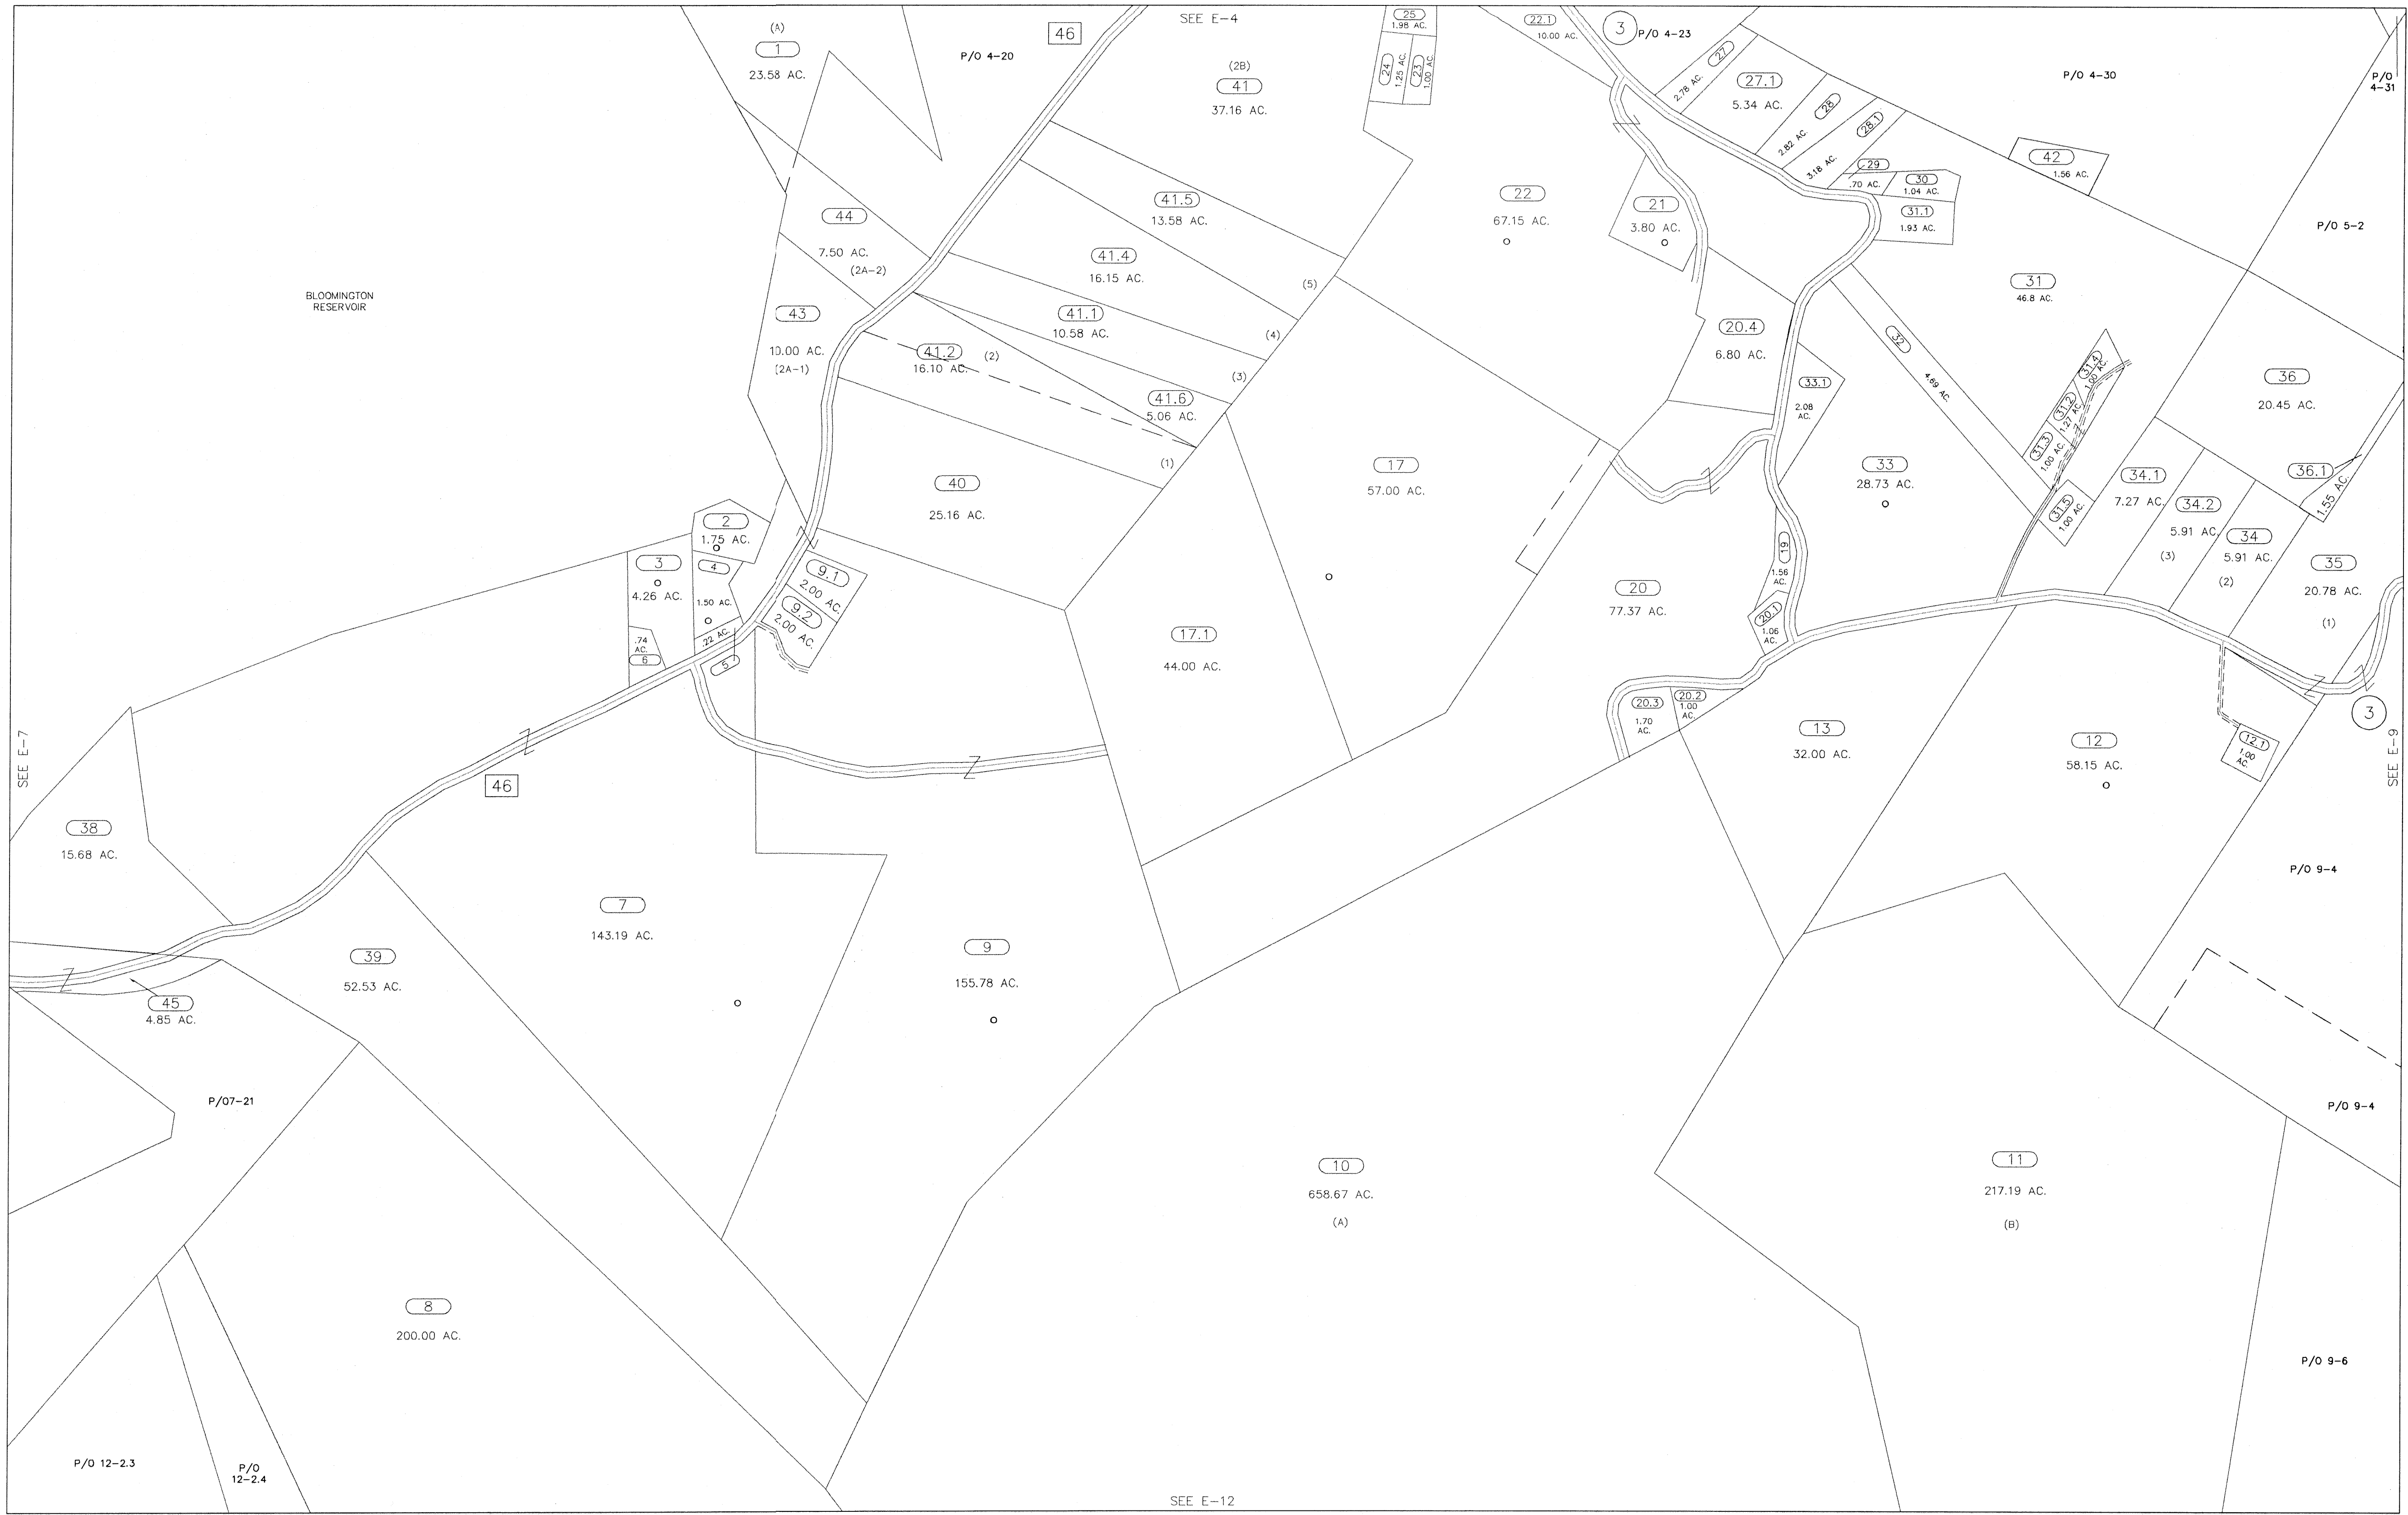 SEE E-4
(A)
1
23.58 AC.
P/O 4-20
46
(2B)
41
37.16 AC.
25
1.98 AC.
24
1.25 AC.
23
1.00 AC.
22.1
10.00 AC.
3
P/O 4-23
27
2.78 AC.
27.1
5.34 AC.
28
2.82 AC.
28.1
3.18 AC.
P/O 4-30
P/O
4-31
29
.70 AC.
30
1.04 AC.
31.1
1.93 AC.
42
1.56 AC.
P/O 5-2
44
7.50 AC.
(2A-2)
41.5
13.58 AC.
41.4
16.15 AC.
(5)
22
67.15 AC.
21
3.80 AC.
31
46.8 AC.
BLOOMINGTON
RESERVOIR
43
10.00 AC.
(2A-1)
41.1
10.58 AC.
(4)
41.2
(2)
16.10 AC.
(3)
41.6
5.06 AC.
20.4
6.80 AC.
32
4.69 AC.
33.1
2.08
AC.
31.4
1.00 AC.
31.2
1.27 AC.
31.3
1.00 AC.
31.5
1.00 AC.
36
20.45 AC.
36.1
1.55 AC.
(1)
40
25.16 AC.
17
57.00 AC.
33
28.73 AC.
34.1
7.27 AC.
34.2
5.91 AC.
(3)
34
5.91 AC.
(2)
35
20.78 AC.
(1)
2
1.75 AC.
3
4.26 AC.
4
1.50 AC.
.22 AC.
5
.74
AC.
6
9.1
2.00 AC.
9.2
2.00 AC.
19
1.56
AC.
20
77.37 AC.
20.1
1.06
AC.
17.1
44.00 AC.
20.3
1.70
AC.
20.2
1.00
AC.
13
32.00 AC.
12
58.15 AC.
12.1
1.00
AC.
3
SEE E-7
SEE E-9
46
38
15.68 AC.
P/O 9-4
7
143.19 AC.
39
52.53 AC.
9
155.78 AC.
45
4.85 AC.
P/07-21
P/O 9-4
10
658.67 AC.
(A)
11
217.19 AC.
(B)
8
200.00 AC.
P/O 9-6
P/O 12-2.3
P/O
12-2.4
SEE E-12